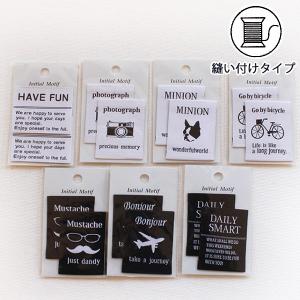 縫い付けタイプ
Initial Motif
HAVE FUN
We are happy to serve
you. I hope your days
are special.
Enjoy oneself to the full.
We are happy to serve
you. I hope your days
are special.
Enjoy oneself to the full.
Initial Motif
photograph
photograph
precious memory
Initial Motif
MINION
MINION
wonderfulworld
Initial Motif
Go by bicycle
Go by bicycle
Life is like
a long journey.
Initial Motif
Mustache
Mustache
Just dandy
Initial Motif
Bonjour
Bonjour
take a journey
Initial Motif
DAILY
SMART
DAILY
SMART